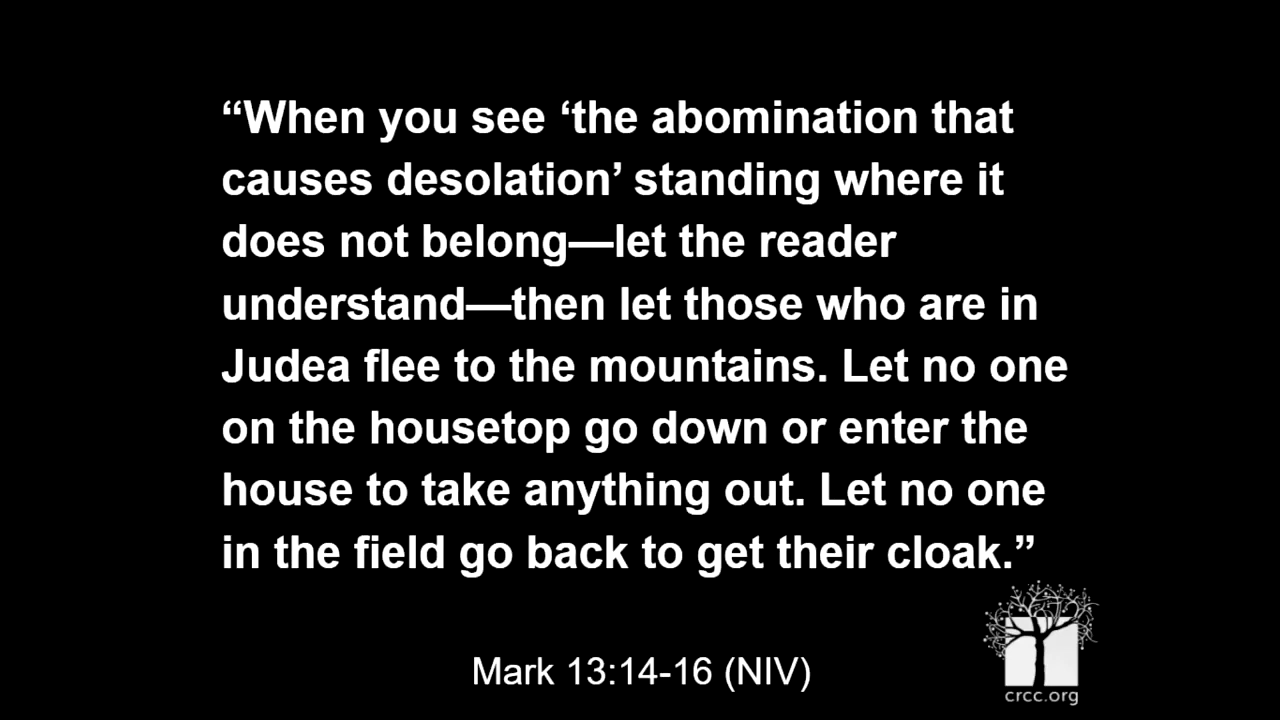 “When you see ‘the abomination that
causes desolation’ standing where it
does not belong—let the reader
understand—then let those who are in
Judea flee to the mountains. Let no one
on the housetop go down or enter the
house to take anything out. Let no one
in the field go back to get their cloak.”
Mark 13:14-16 (NIV)
crcc.org